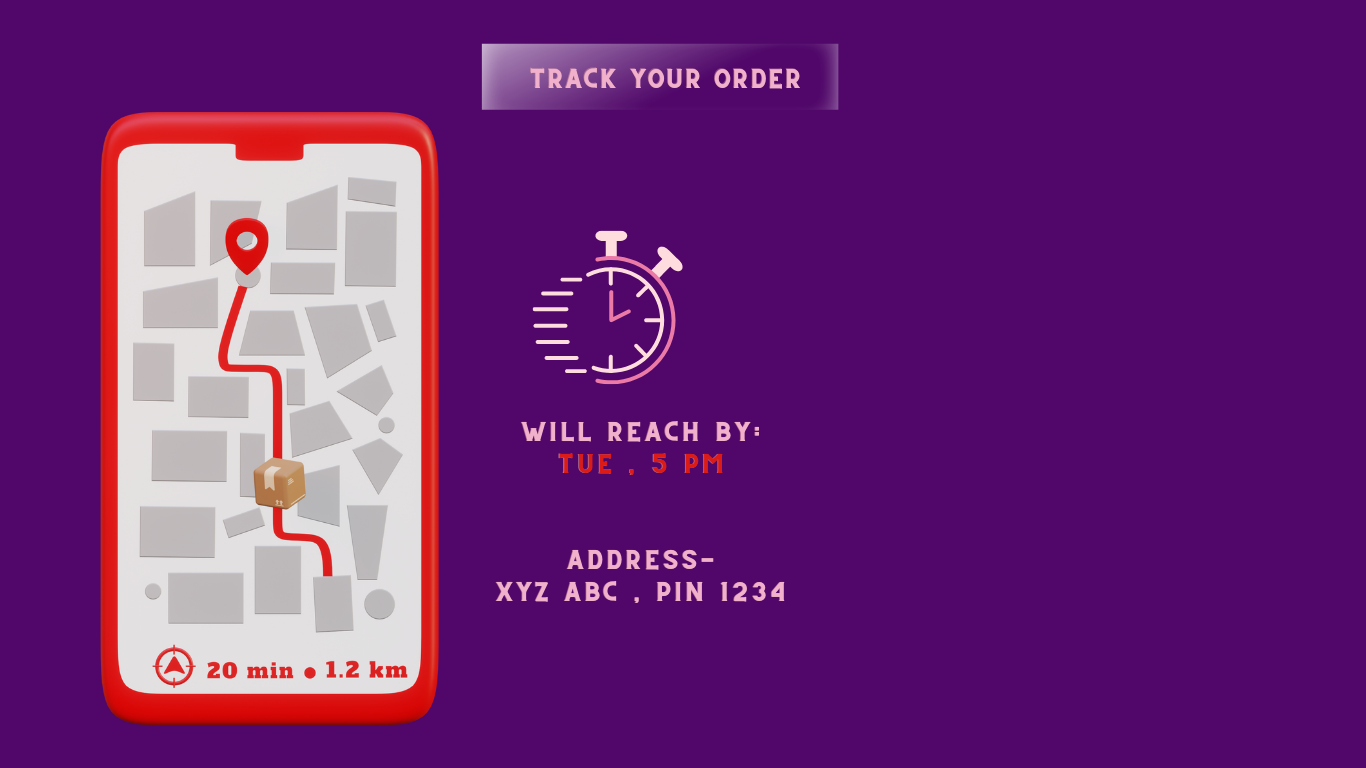 TRACK YOUR ORDER
WILL REACH BY:
TUE , 5 PM
ADDRESS-
XYZ ABC , PIN 1234
20 min ● 1.2 km